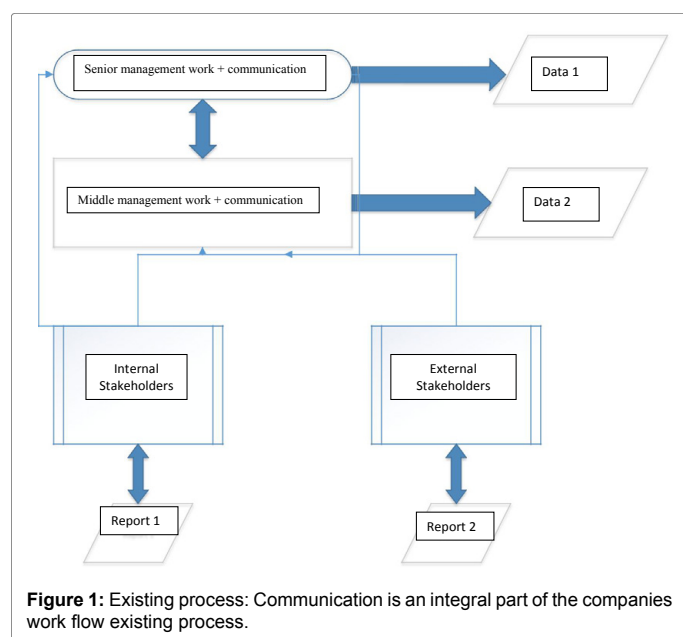 Senior management work + communication
Data 1
Middle management work + communication
Data 2
Internal
Stakeholders
External
Stakeholders
Report 1
Report 2
Figure 1: Existing process: Communication is an integral part of the companies
work flow existing process.